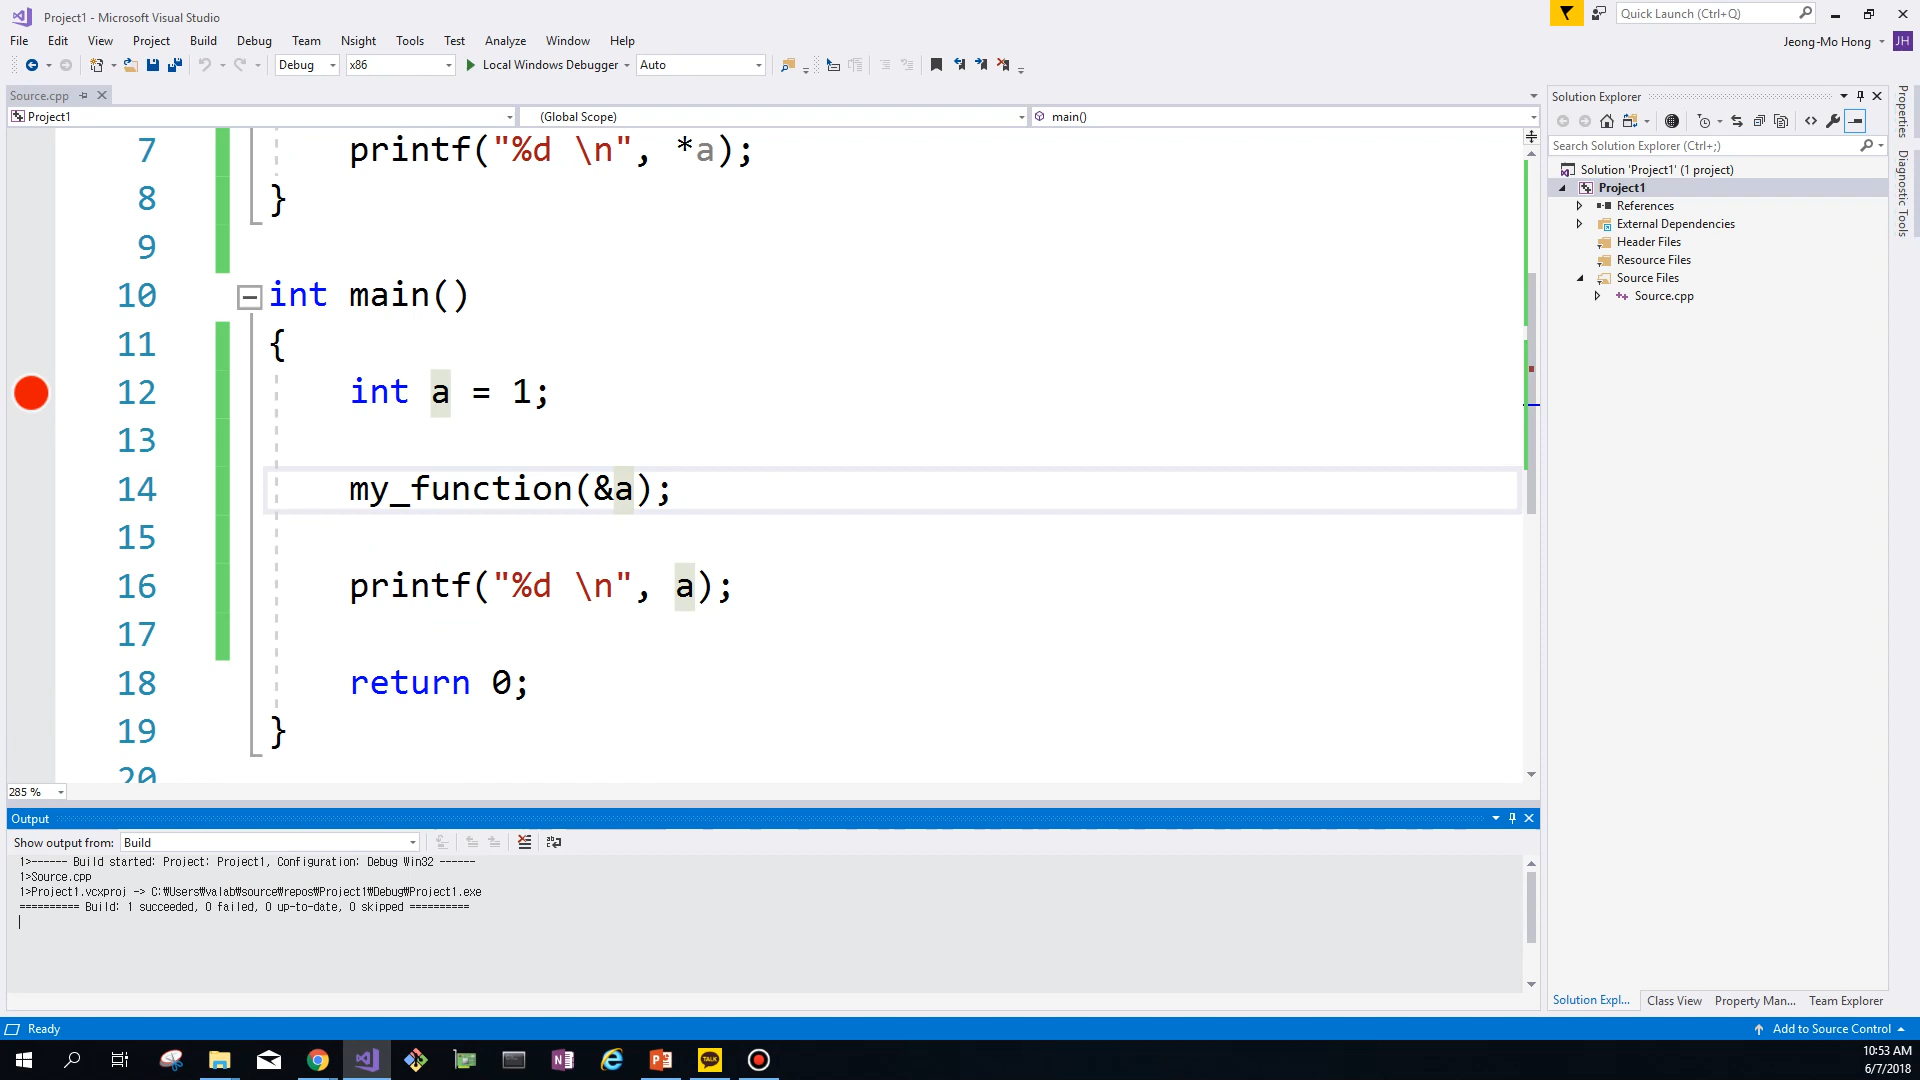 Project1 - Microsoft Visual Studio
Quick Launch (Ctrl+Q)
File Edit View Project Build Debug Team Nsight Tools Test Analyze Window Help
Jeong-Mo Hong JH
Debug x86 Local Windows Debugger Auto
Source.cpp
Project1 (Global Scope) main()
7 printf("%d \n", *a);
8 }
9
10 int main()
11 {
12 int a = 1;
13
14 my_function(&a);
15
16 printf("%d \n", a);
17
18 return 0;
19 }
20
285 %
Output
Show output from: Build
1>------ Build started: Project: Project1, Configuration: Debug Win32 ------
1>Source.cpp
1>Project1.vcxproj -> C:₩Users₩valab₩source₩repos₩Project1₩Debug₩Project1.exe
========== Build: 1 succeeded, 0 failed, 0 up-to-date, 0 skipped ==========
Solution Explorer
Search Solution Explorer (Ctrl+;)
Solution 'Project1' (1 project)
Project1
References
External Dependencies
Header Files
Resource Files
Source Files
Source.cpp
Solution Expl... Class View Property Man... Team Explorer
Properties
Diagnostic Tools
Ready
Add to Source Control
TALK
10:53 AM
6/7/2018